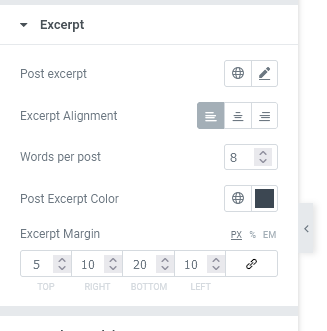 Excerpt
Post excerpt
Excerpt Alignment
Words per post 8
Post Excerpt Color
Excerpt Margin PX % EM
5 10 20 10
TOP RIGHT BOTTOM LEFT